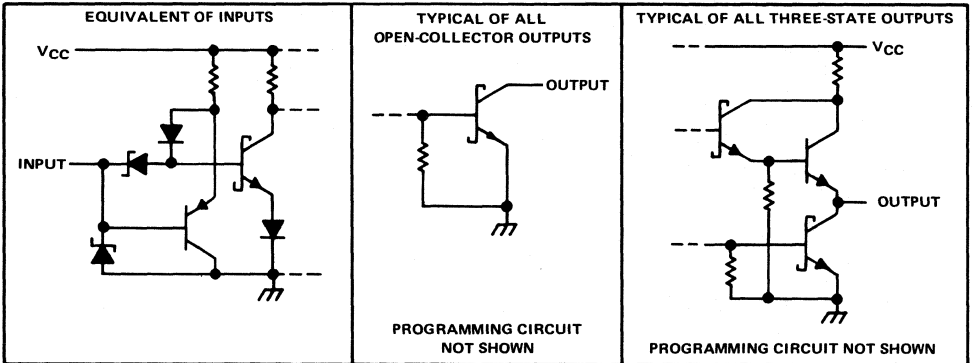 EQUIVALENT OF INPUTS
VCC
INPUT
TYPICAL OF ALL
OPEN-COLLECTOR OUTPUTS
OUTPUT
PROGRAMMING CIRCUIT
NOT SHOWN
TYPICAL OF ALL THREE-STATE OUTPUTS
VCC
OUTPUT
PROGRAMMING CIRCUIT NOT SHOWN